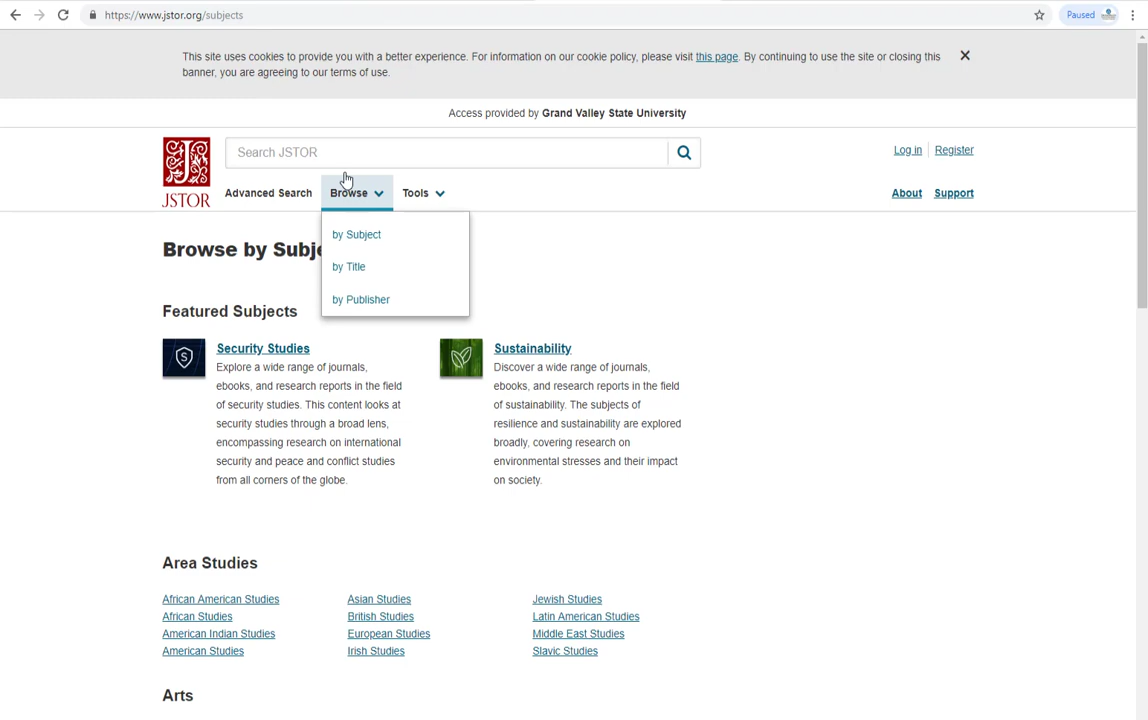 https://www.jstor.org/subjects
Paused
This site uses cookies to provide you with a better experience. For information on our cookie policy, please visit this page. By continuing to use the site or closing this
banner, you are agreeing to our terms of use.
Access provided by Grand Valley State University
JSTOR
Search JSTOR
Log in
Register
Advanced Search
Browse
Tools
About
Support
by Subject
by Title
by Publisher
Browse by Subje
Featured Subjects
Security Studies
Explore a wide range of journals,
ebooks, and research reports in the field
of security studies. This content looks at
security studies through a broad lens,
encompassing research on international
security and peace and conflict studies
from all corners of the globe.
Sustainability
Discover a wide range of journals,
ebooks, and research reports in the field
of sustainability. The subjects of
resilience and sustainability are explored
broadly, covering research on
environmental stresses and their impact
on society.
Area Studies
African American Studies
African Studies
American Indian Studies
American Studies
Asian Studies
British Studies
European Studies
Irish Studies
Jewish Studies
Latin American Studies
Middle East Studies
Slavic Studies
Arts